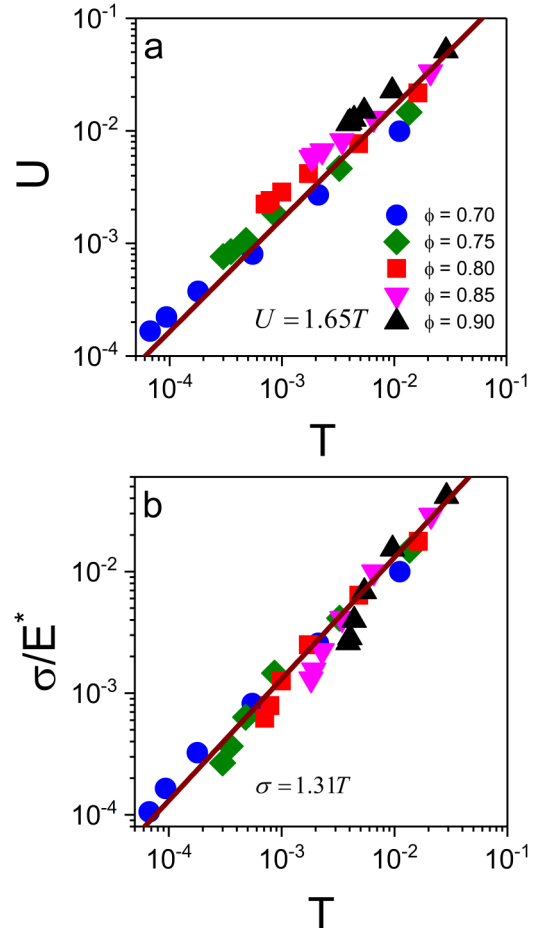 a
10⁻¹
10⁻²
10⁻³
10⁻⁴
U
ϕ = 0.70
ϕ = 0.75
ϕ = 0.80
ϕ = 0.85
ϕ = 0.90
U = 1.65T
10⁻⁴ 10⁻³ 10⁻² 10⁻¹
T
b
10⁻²
10⁻³
10⁻⁴
σ/E*
σ = 1.31T
10⁻⁴ 10⁻³ 10⁻² 10⁻¹
T